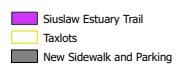 Siuslaw Estuary Trail
Taxlots
New Sidewalk and Parking